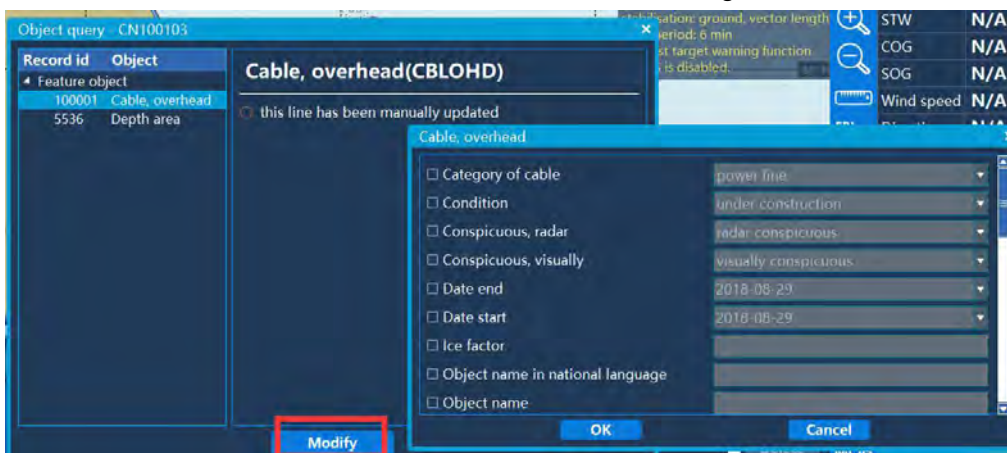 Object query - CN100103
×
Record id Object
Feature object
100001 Cable, overhead
5536 Depth area
Cable, overhead(CBLOHD)
this line has been manually updated
Modify
Cable, overhead
Category of cable power line
Condition under construction
Conspicuous, radar radar conspicuous
Conspicuous, visually visually conspicuous
Date end 2018-08-29
Date start 2018-08-29
Ice factor
Object name in national language
Object name
OK Cancel
ground, vector length
period: 6 min
target warning function
is disabled.
STW N/A
COG N/A
SOG N/A
Wind speed N/A